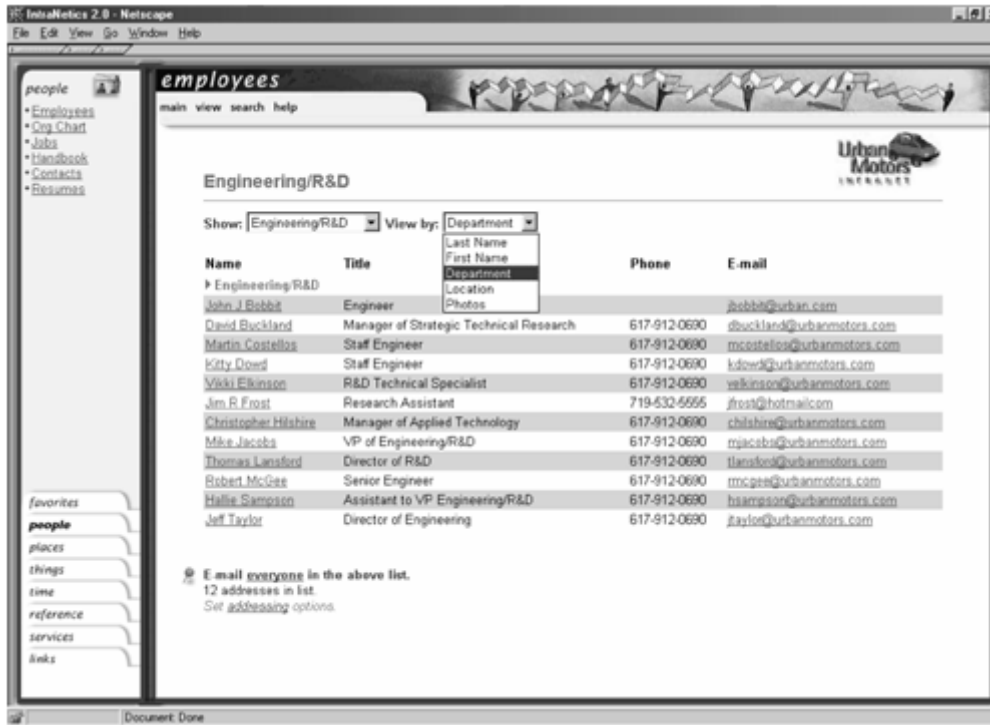 IntraNetics 2.0 - Netscape
File Edit View Go Window Help
people
Employees
Org Chart
Jobs
Handbook
Contacts
Resumes
employees
main view search help
Urban Motors
INTRANET
Engineering/R&D
Show: Engineering/R&D View by: Department
Last Name
First Name
Department
Location
Photos
Name Title Phone E-mail
Engineering/R&D
John J Bobbit Engineer jbobbit@urban.com
David Buckland Manager of Strategic Technical Research 617-912-0690 dbuckland@urbanmotors.com
Martin Costellos Staff Engineer 617-912-0690 mcostellos@urbanmotors.com
Kitty Dowd Staff Engineer 617-912-0690 kdowd@urbanmotors.com
Vikki Elkinson R&D Technical Specialist 617-912-0690 velkinson@urbanmotors.com
Jim R Frost Research Assistant 719-532-5555 jfrost@hotmailcom
Christopher Hilshire Manager of Applied Technology 617-912-0690 chilshire@urbanmotors.com
Mike Jacobs VP of Engineering/R&D 617-912-0690 mjacobs@urbanmotors.com
Thomas Lansford Director of R&D 617-912-0690 tlansford@urbanmotors.com
Robert McGee Senior Engineer 617-912-0690 rmcgee@urbanmotors.com
Hallie Sampson Assistant to VP Engineering/R&D 617-912-0690 hsampson@urbanmotors.com
Jeff Taylor Director of Engineering 617-912-0690 jtaylor@urbanmotors.com
E-mail everyone in the above list.
12 addresses in list.
Set addressing options.
favorites
people
places
things
time
reference
services
links
Document: Done